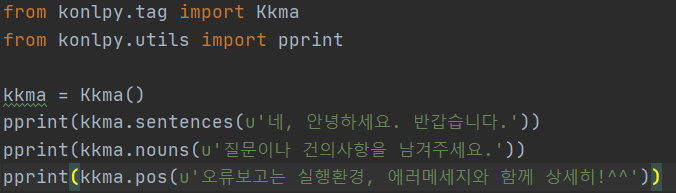 from konlpy.tag import Kkma
from konlpy.utils import pprint
kkma = Kkma()
pprint(kkma.sentences(u'네, 안녕하세요. 반갑습니다.'))
pprint(kkma.nouns(u'질문이나 건의사항을 남겨주세요.'))
pprint(kkma.pos(u'오류보고는 실행환경, 에러메세지와 함께 상세히!^^'))